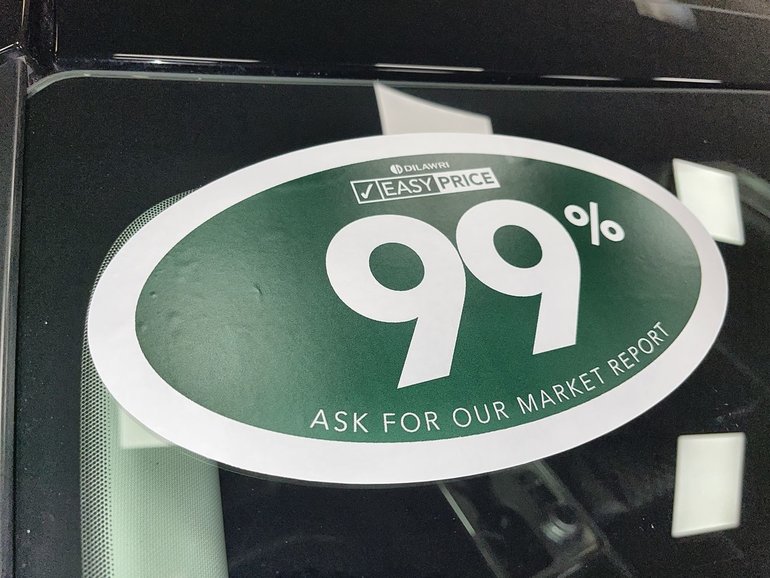 DILAWRI
EASY PRICE
99%
ASK FOR OUR MARKET REPORT